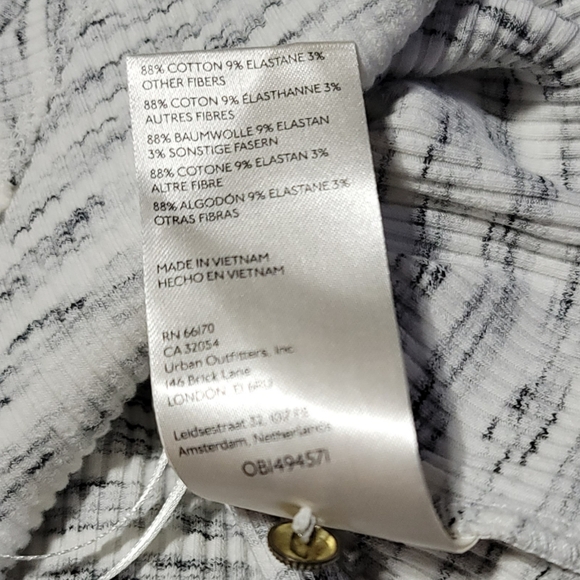 88% COTTON 9% ELASTANE 3%
OTHER FIBERS
88% COTON 9% ÉLASTHANNE 3%
AUTRES FIBRES
88% BAUMWOLLE 9% ELASTAN
3% SONSTIGE FASERN
88% COTONE 9% ELASTAN 3%
ALTRE FIBRE
88% ALGODÓN 9% ELASTANE 3%
OTRAS FIBRAS
MADE IN VIETNAM
HECHO EN VIETNAM
RN 66170
CA 32054
Urban Outfitters, Inc.
146 Brick Lane
LONDON,
Leidsestraat 32,
Amsterdam, Netherlands
OB1494571